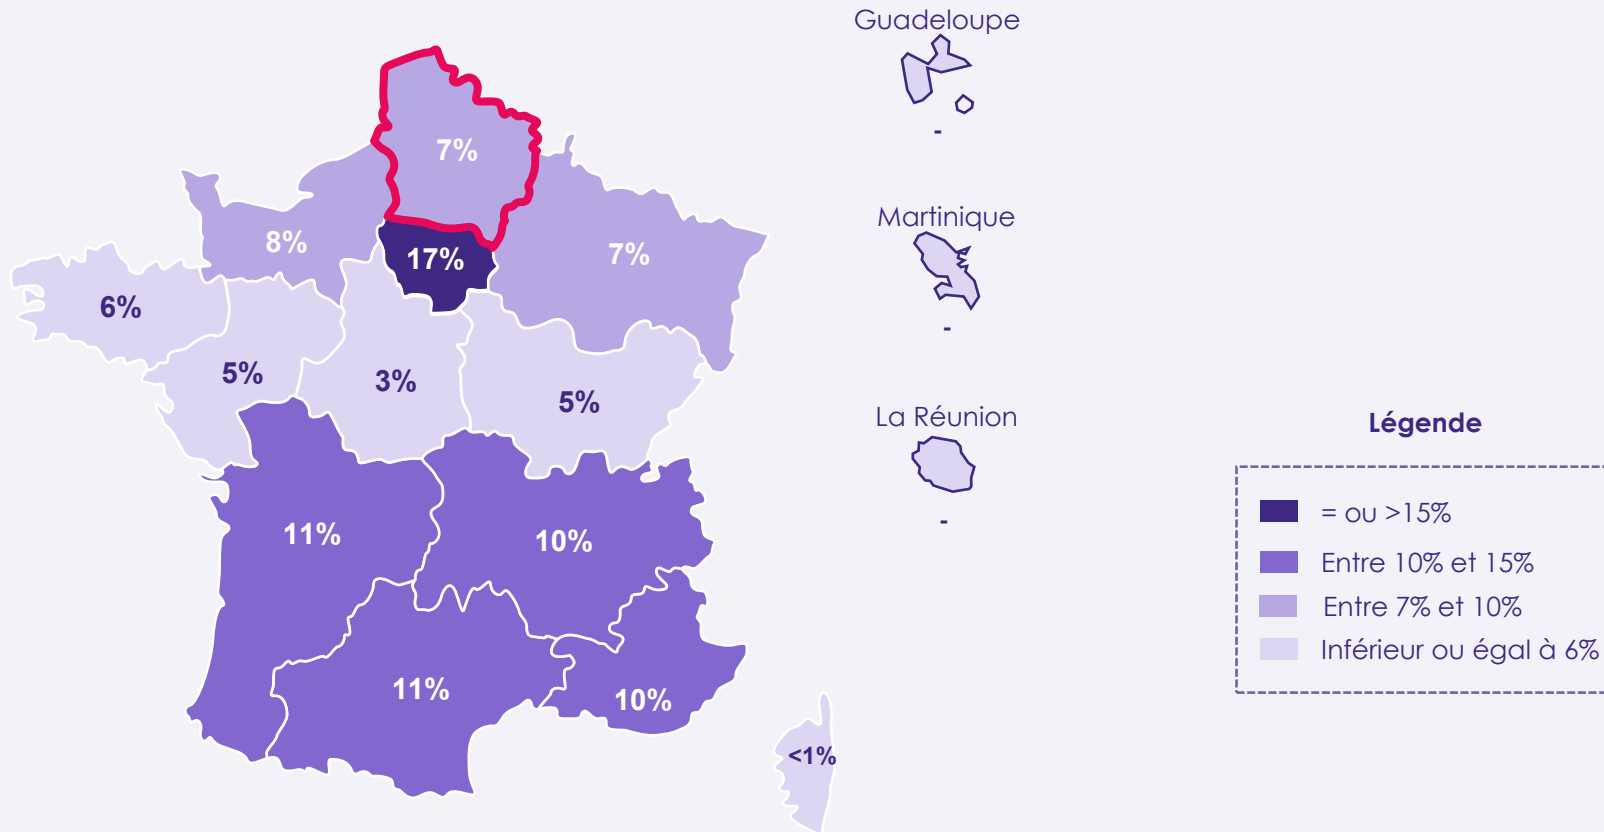 Guadeloupe
-
7%
Martinique
8%
17%
7%
-
6%
5%
3%
5%
La Réunion
-
11%
10%
11%
10%
<1%
Légende
= ou >15%
Entre 10% et 15%
Entre 7% et 10%
Inférieur ou égal à 6%